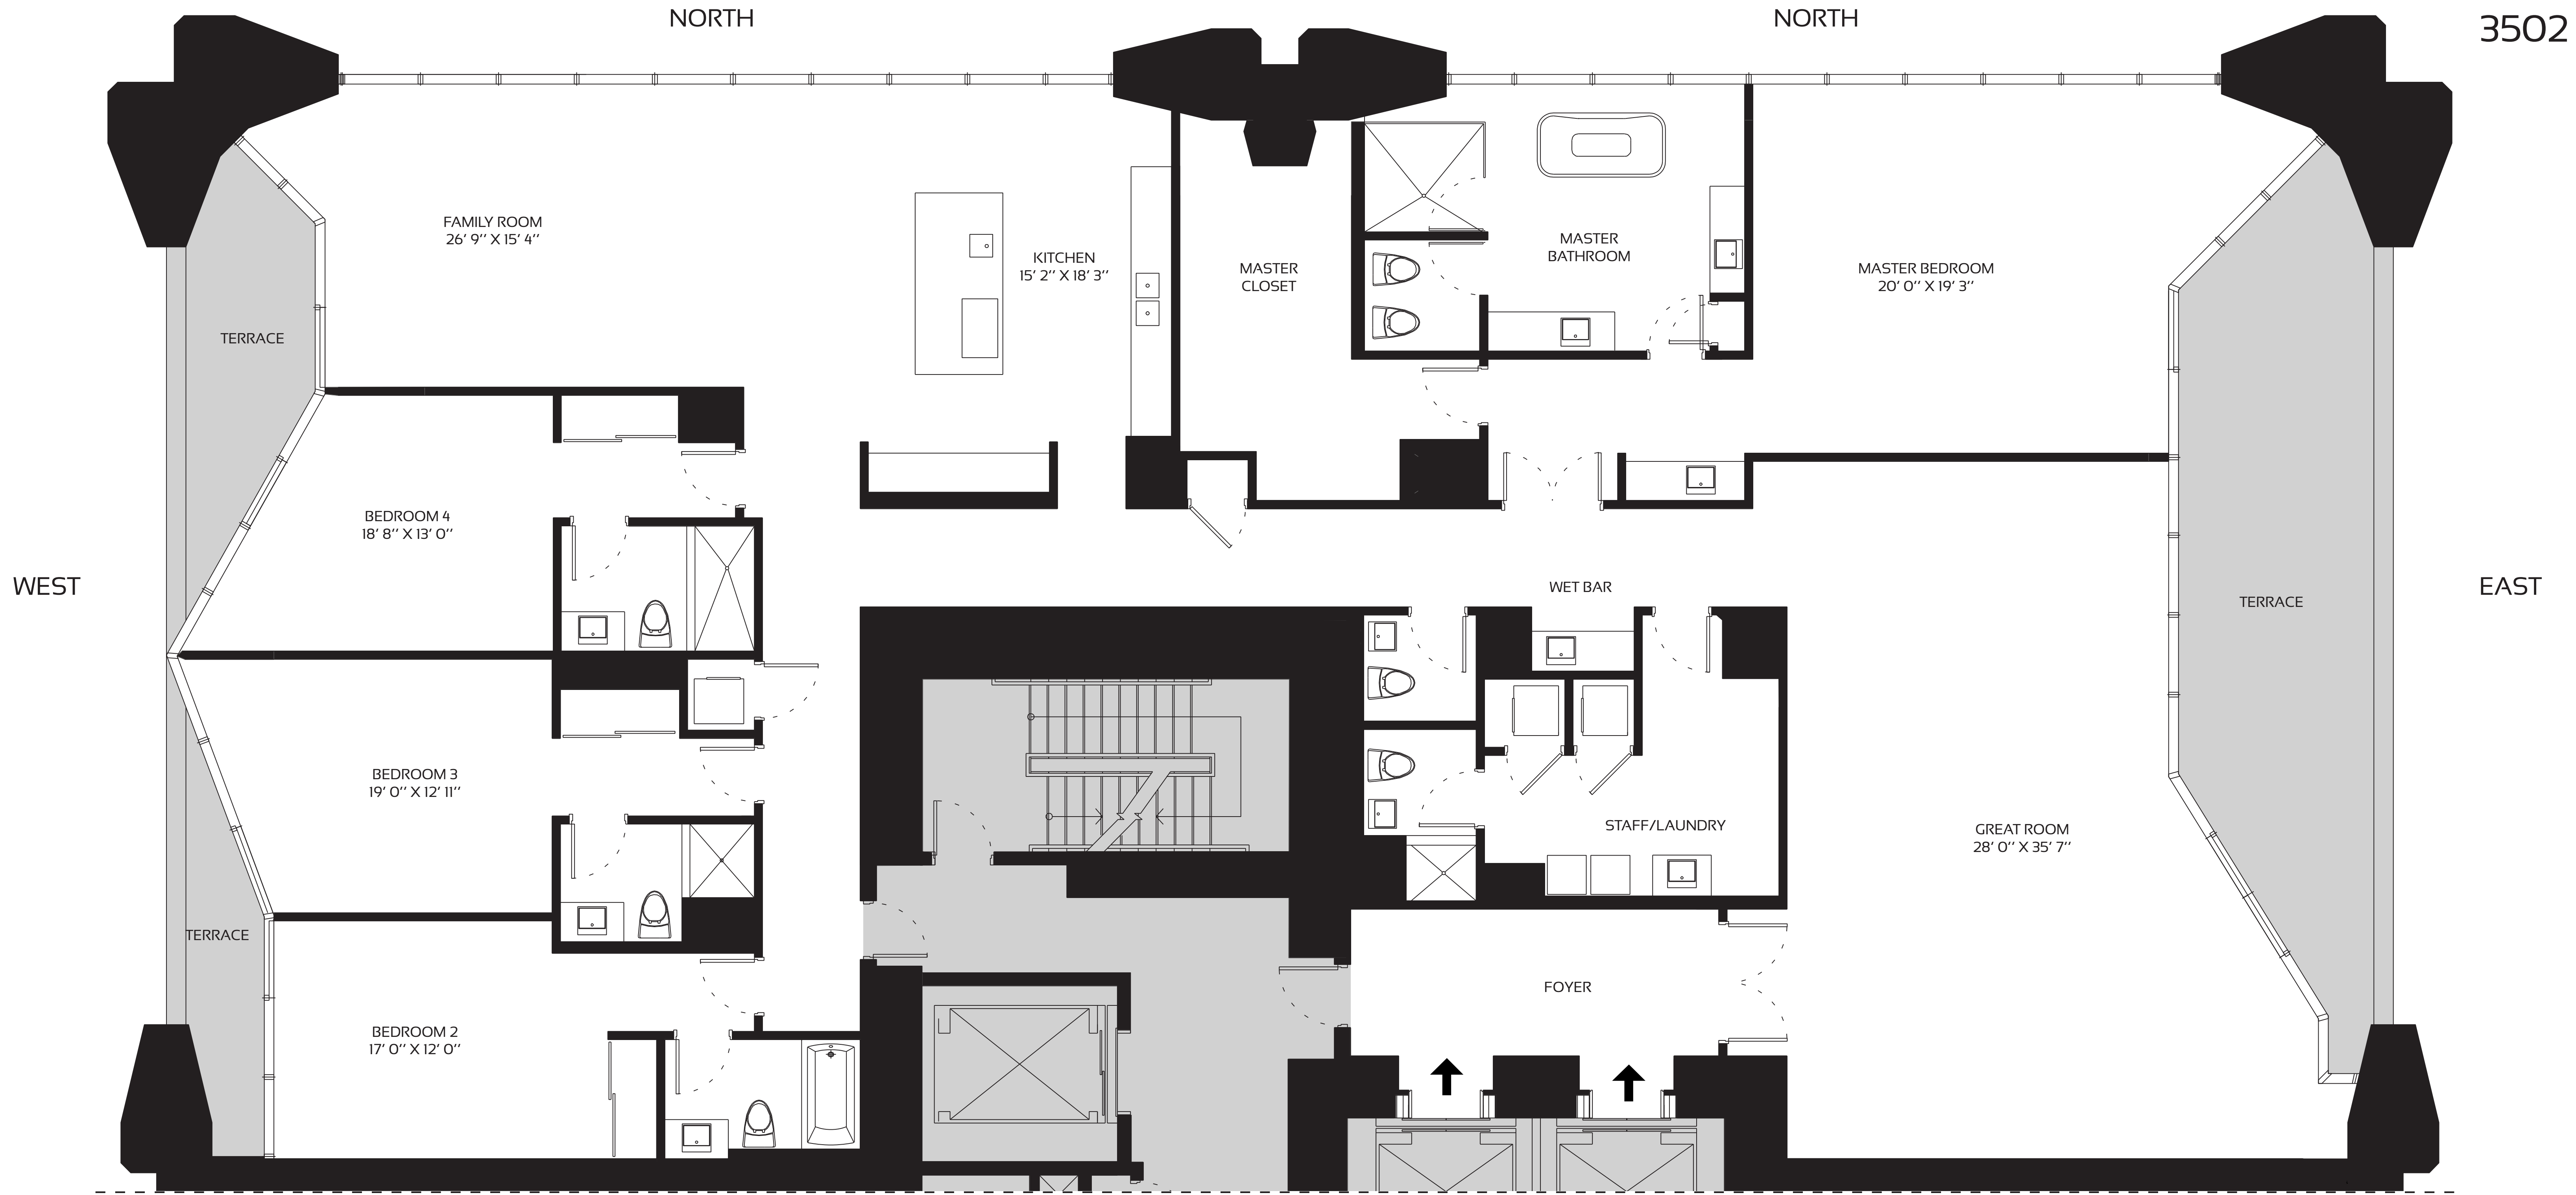 NORTH
NORTH
3502
FAMILY ROOM
26' 9'' X 15' 4''
KITCHEN
15' 2'' X 18' 3''
MASTER
CLOSET
MASTER
BATHROOM
MASTER BEDROOM
20' 0'' X 19' 3''
TERRACE
BEDROOM 4
18' 8'' X 13' 0''
WEST
WET BAR
EAST
TERRACE
BEDROOM 3
19' 0'' X 12' 11''
STAFF/LAUNDRY
GREAT ROOM
28' 0'' X 35' 7''
TERRACE
FOYER
BEDROOM 2
17' 0'' X 12' 0''